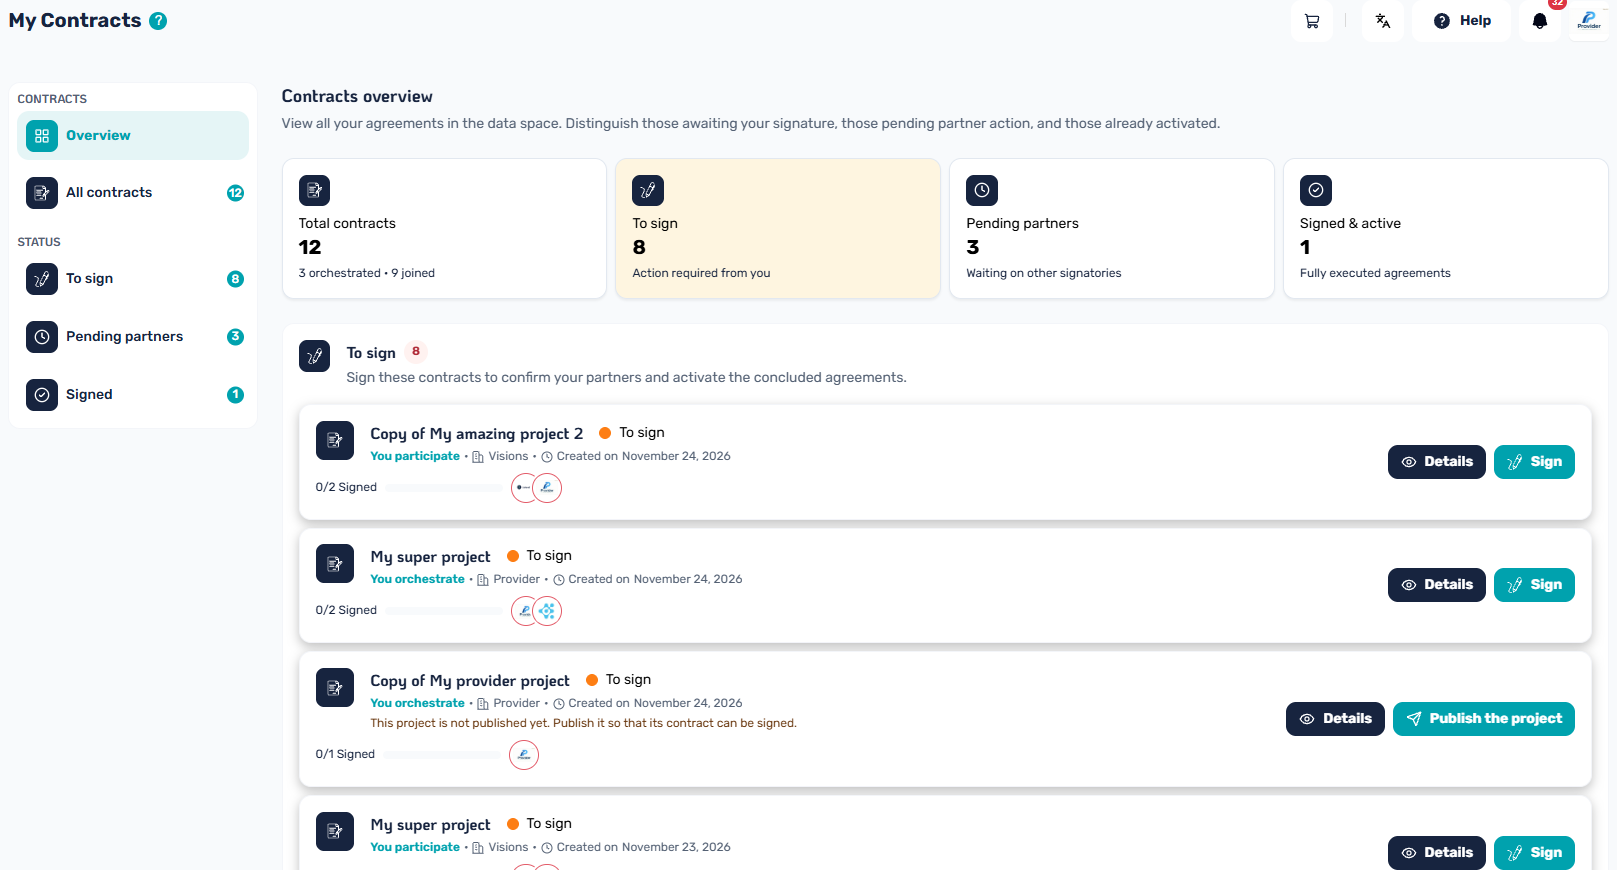 My Contracts ?
Help
32
Provider
CONTRACTS
Overview
All contracts 12
STATUS
To sign 8
Pending partners 3
Signed 1
Contracts overview
View all your agreements in the data space. Distinguish those awaiting your signature, those pending partner action, and those already activated.
Total contracts
12
3 orchestrated • 9 joined
To sign
8
Action required from you
Pending partners
3
Waiting on other signatories
Signed & active
1
Fully executed agreements
To sign 8
Sign these contracts to confirm your partners and activate the concluded agreements.
Copy of My amazing project 2 To sign
You participate • Visions • Created on November 24, 2026
0/2 Signed
Details
Sign
My super project To sign
You orchestrate • Provider • Created on November 24, 2026
0/2 Signed
Details
Sign
Copy of My provider project To sign
You orchestrate • Provider • Created on November 24, 2026
This project is not published yet. Publish it so that its contract can be signed.
0/1 Signed
Details
Publish the project
My super project To sign
You participate • Visions • Created on November 23, 2026
Details
Sign